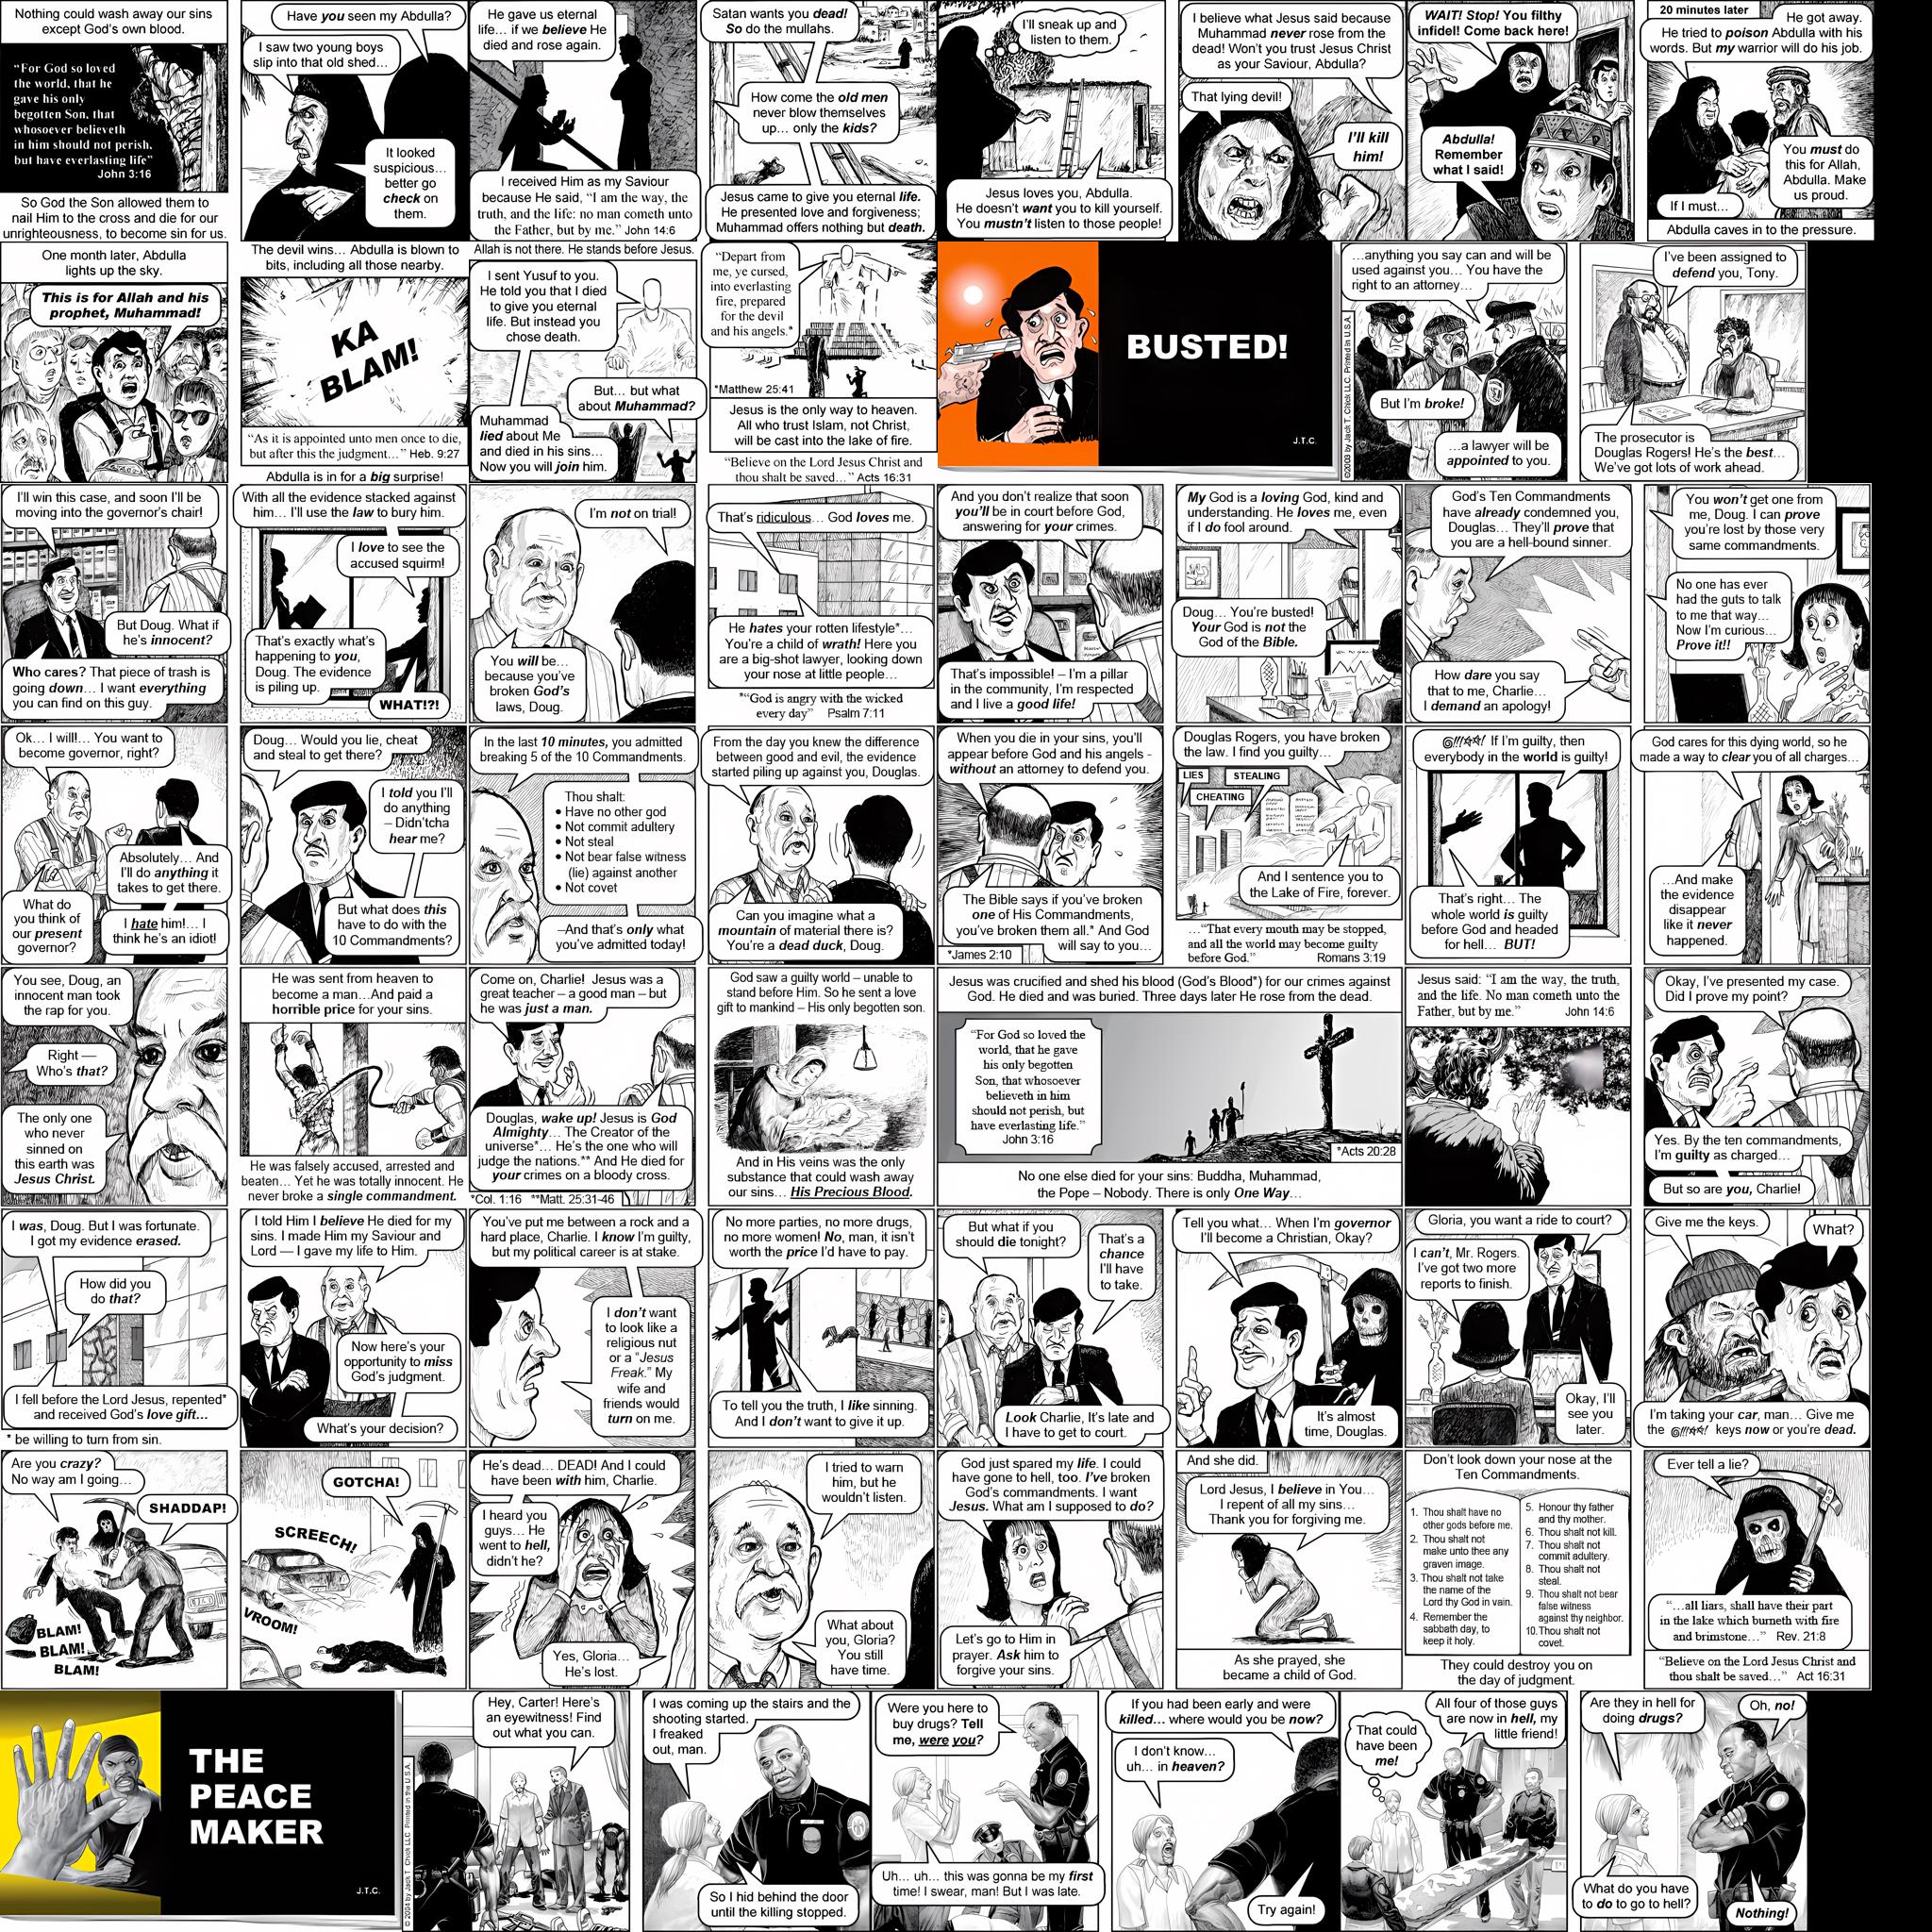 Nothing could wash away our sins
except God's own blood.
"For God so loved
the world, that he
gave his only
begotten Son, that
whosoever believeth
in him should not perish,
but have everlasting life"
John 3:16
So God the Son allowed them to
nail Him to the cross and die for our
unrighteousness, to become sin for us.
Have you seen my Abdulla?
I saw two young boys
slip into that old shed...
It looked
suspicious...
better go
check on
them.
He gave us eternal
life... if we believe He
died and rose again.
I received Him as my Saviour
because He said, "I am the way, the
truth, and the life: no man cometh unto
the Father, but by me." John 14:6
Satan wants you dead!
So do the mullahs.
How come the old men
never blow themselves
up... only the kids?
Jesus came to give you eternal life.
He presented love and forgiveness;
Muhammad offers nothing but death.
I'll sneak up and
listen to them.
Jesus loves you, Abdulla.
He doesn't want you to kill yourself.
You mustn't listen to those people!
I believe what Jesus said because
Muhammad never rose from the
dead! Won't you trust Jesus Christ
as your Saviour, Abdulla?
That lying devil!
I'll kill
him!
WAIT! Stop! You filthy
infidel! Come back here!
Abdulla!
Remember
what I said!
20 minutes later
He got away.
He tried to poison Abdulla with his
words. But my warrior will do his job.
You must do
this for Allah,
Abdulla. Make
us proud.
If I must...
Abdulla caves in to the pressure.
One month later, Abdulla
lights up the sky.
This is for Allah and his
prophet, Muhammad!
The devil wins... Abdulla is blown to
bits, including all those nearby.
KA
BLAM!
"As it is appointed unto men once to die,
but after this the judgment..." Heb. 9:27
Abdulla is in for a big surprise!
Allah is not there. He stands before Jesus.
I sent Yusuf to you.
He told you that I died
to give you eternal
life. But instead you
chose death.
But... but what
about Muhammad?
Muhammad
lied about Me
and died in his sins...
Now you will join him.
"Depart from
me, ye cursed,
into everlasting
fire, prepared
for the devil
and his angels.*
*Matthew 25:41
Jesus is the only way to heaven.
All who trust Islam, not Christ,
will be cast into the lake of fire.
"Believe on the Lord Jesus Christ and
thou shalt be saved..." Acts 16:31
BUSTED!
J.T.C.
©2003 by Jack T. Chick LLC. Printed in U.S.A.
...anything you say can and will be
used against you... You have the
right to an attorney...
But I'm broke!
...a lawyer will be
appointed to you.
I've been assigned to
defend you, Tony.
The prosecutor is
Douglas Rogers! He's the best...
We've got lots of work ahead.
I'll win this case, and soon I'll be
moving into the governor's chair!
But Doug. What if
he's innocent?
Who cares? That piece of trash is
going down... I want everything
you can find on this guy.
With all the evidence stacked against
him... I'll use the law to bury him.
I love to see the
accused squirm!
That's exactly what's
happening to you,
Doug. The evidence
is piling up.
WHAT!?!
I'm not on trial!
You will be...
because you've
broken God's
laws, Doug.
That's ridiculous... God loves me.
He hates your rotten lifestyle*...
You're a child of wrath! Here you
are a big-shot lawyer, looking down
your nose at little people...
*"God is angry with the wicked
every day" Psalm 7:11
And you don't realize that soon
you'll be in court before God,
answering for your crimes.
That's impossible! – I'm a pillar
in the community, I'm respected
and I live a good life!
My God is a loving God, kind and
understanding. He loves me, even
if I do fool around.
Doug... You're busted!
Your God is not the
God of the Bible.
God's Ten Commandments
have already condemned you,
Douglas... They'll prove that
you are a hell-bound sinner.
How dare you say
that to me, Charlie...
I demand an apology!
You won't get one from
me, Doug. I can prove
you're lost by those very
same commandments.
No one has ever
had the guts to talk
to me that way...
Now I'm curious...
Prove it!!
Ok... I will!... You want to
become governor, right?
Absolutely... And
I'll do anything it
takes to get there.
What do
you think of
our present
governor?
I hate him!... I
think he's an idiot!
Doug... Would you lie, cheat
and steal to get there?
I told you I'll
do anything
– Didn'tcha
hear me?
But what does this
have to do with the
10 Commandments?
In the last 10 minutes, you admitted
breaking 5 of the 10 Commandments.
Thou shalt:
• Have no other god
• Not commit adultery
• Not steal
• Not bear false witness
(lie) against another
• Not covet
–And that's only what
you've admitted today!
From the day you knew the difference
between good and evil, the evidence
started piling up against you, Douglas.
Can you imagine what a
mountain of material there is?
You're a dead duck, Doug.
When you die in your sins, you'll
appear before God and his angels -
without an attorney to defend you.
The Bible says if you've broken
one of His Commandments,
you've broken them all.* And God
will say to you...
*James 2:10
Douglas Rogers, you have broken
the law. I find you guilty...
LIES
STEALING
CHEATING
And I sentence you to
the Lake of Fire, forever.
..."That every mouth may be stopped,
and all the world may become guilty
before God." Romans 3:19
@!!!☆☆! If I'm guilty, then
everybody in the world is guilty!
That's right... The
whole world is guilty
before God and headed
for hell... BUT!
God cares for this dying world, so he
made a way to clear you of all charges...
...And make
the evidence
disappear
like it never
happened.
You see, Doug, an
innocent man took
the rap for you.
Right —
Who's that?
The only one
who never
sinned on
this earth was
Jesus Christ.
He was sent from heaven to
become a man...And paid a
horrible price for your sins.
He was falsely accused, arrested and
beaten... Yet he was totally innocent. He
never broke a single commandment.
Come on, Charlie! Jesus was a
great teacher – a good man – but
he was just a man.
Douglas, wake up! Jesus is God
Almighty... The Creator of the
universe*... He's the one who will
judge the nations.** And He died for
your crimes on a bloody cross.
*Col. 1:16 **Matt. 25:31-46
God saw a guilty world – unable to
stand before Him. So he sent a love
gift to mankind – His only begotten son.
And in His veins was the only
substance that could wash away
our sins... His Precious Blood.
Jesus was crucified and shed his blood (God's Blood*) for our crimes against
God. He died and was buried. Three days later He rose from the dead.
"For God so loved the
world, that he gave
his only begotten
Son, that whosoever
believeth in him
should not perish, but
have everlasting life."
John 3:16
*Acts 20:28
No one else died for your sins: Buddha, Muhammad,
the Pope – Nobody. There is only One Way...
Jesus said: "I am the way, the truth,
and the life. No man cometh unto the
Father, but by me." John 14:6
Okay, I've presented my case.
Did I prove my point?
Yes. By the ten commandments,
I'm guilty as charged...
But so are you, Charlie!
I was, Doug. But I was fortunate.
I got my evidence erased.
How did you
do that?
I fell before the Lord Jesus, repented*
and received God's love gift...
* be willing to turn from sin.
I told Him I believe He died for my
sins. I made Him my Saviour and
Lord — I gave my life to Him.
Now here's your
opportunity to miss
God's judgment.
What's your decision?
You've put me between a rock and a
hard place, Charlie. I know I'm guilty,
but my political career is at stake.
I don't want
to look like a
religious nut
or a "Jesus
Freak." My
wife and
friends would
turn on me.
No more parties, no more drugs,
no more women! No, man, it isn't
worth the price I'd have to pay.
To tell you the truth, I like sinning.
And I don't want to give it up.
But what if you
should die tonight?
That's a
chance
I'll have
to take.
Look Charlie, It's late and
I have to get to court.
Tell you what... When I'm governor
I'll become a Christian, Okay?
It's almost
time, Douglas.
Gloria, you want a ride to court?
I can't, Mr. Rogers.
I've got two more
reports to finish.
Okay, I'll
see you
later.
Give me the keys.
What?
I'm taking your car, man... Give me
the @!!!☆☆! keys now or you're dead.
Are you crazy?
No way am I going...
SHADDAP!
BLAM!
BLAM!
BLAM!
GOTCHA!
SCREECH!
VROOM!
He's dead... DEAD! And I could
have been with him, Charlie.
I heard you
guys... He
went to hell,
didn't he?
Yes, Gloria...
He's lost.
I tried to warn
him, but he
wouldn't listen.
What about
you, Gloria?
You still
have time.
God just spared my life. I could
have gone to hell, too. I've broken
God's commandments. I want
Jesus. What am I supposed to do?
Let's go to Him in
prayer. Ask him to
forgive your sins.
And she did.
Lord Jesus, I believe in You...
I repent of all my sins...
Thank you for forgiving me.
As she prayed, she
became a child of God.
Don't look down your nose at the
Ten Commandments.
1. Thou shalt have no
other gods before me.
2. Thou shalt not
make unto thee any
graven image.
3. Thou shalt not take
the name of the
Lord thy God in vain.
4. Remember the
sabbath day, to
keep it holy.
5. Honour thy father
and thy mother.
6. Thou shalt not kill.
7. Thou shalt not
commit adultery.
8. Thou shalt not
steal.
9. Thou shalt not bear
false witness
against thy neighbor.
10. Thou shalt not
covet.
They could destroy you on
the day of judgment.
Ever tell a lie?
"...all liars, shall have their part
in the lake which burneth with fire
and brimstone..." Rev. 21:8
"Believe on the Lord Jesus Christ and
thou shalt be saved..." Act 16:31
THE
PEACE
MAKER
J.T.C.
© 2004 by Jack T. Chick LLC. Printed in the U.S.A.
Hey, Carter! Here's
an eyewitness! Find
out what you can.
I was coming up the stairs and the
shooting started.
I freaked
out, man.
So I hid behind the door
until the killing stopped.
Were you here to
buy drugs? Tell
me, were you?
Uh... uh... this was gonna be my first
time! I swear, man! But I was late.
If you had been early and were
killed... where would you be now?
I don't know...
uh... in heaven?
Try again!
That could
have been
me!
All four of those guys
are now in hell, my
little friend!
Are they in hell for
doing drugs?
Oh, no!
What do you have
to do to go to hell?
Nothing!